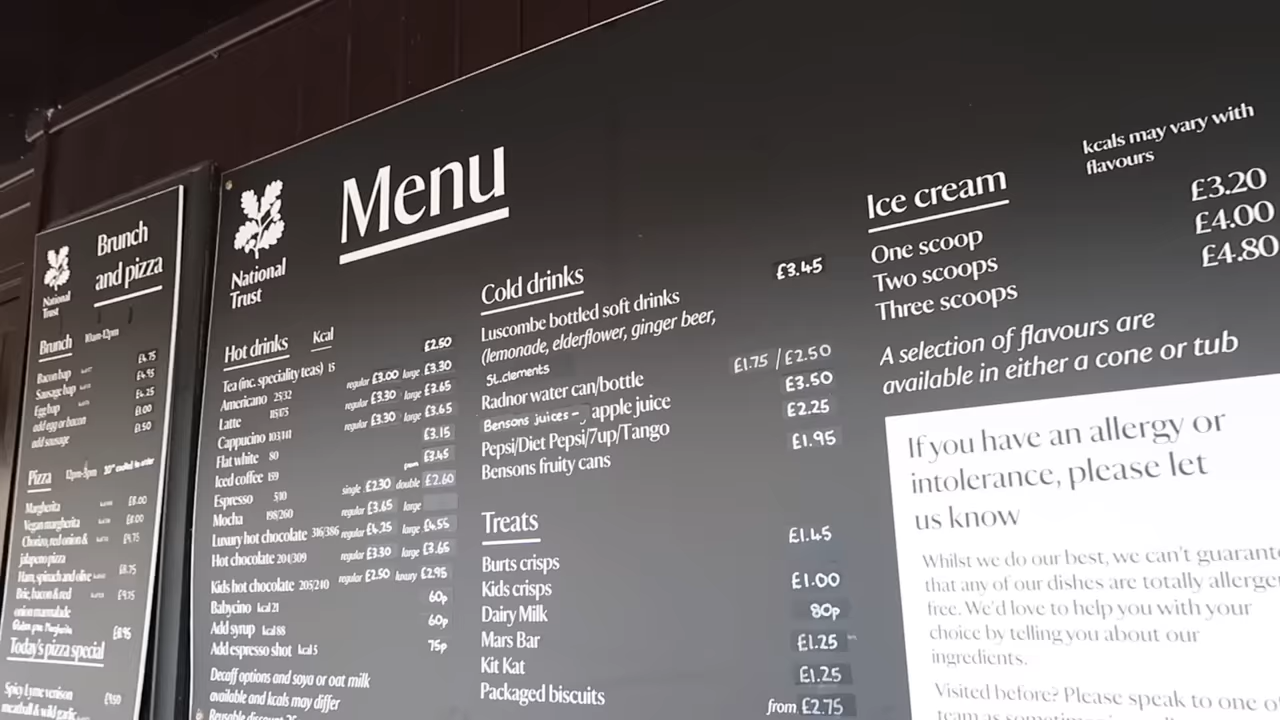 Brunch
and pizza
National
Trust
Brunch 10am-12pm
Bacon bap £4.75
Sausage bap £4.95
Egg bap £4.25
add egg or bacon £1.00
add sausage £1.50
Pizza 12pm-3pm 10" cooked to order
Margherita £8.00
Vegan margherita £8.00
Chorizo, red onion & £9.75
jalapeno pizza
Ham, spinach and olive £8.75
Brie, bacon & red £9.75
onion marmalade
Gluten free Margherita £8.95
Today's pizza special
Spicy Lyme venison £9.50
meatball & wild garlic
National
Trust
Menu
Hot drinks Kcal
Tea (inc. speciality teas) 15 £2.50
Americano 25/32 regular £3.00 large £3.30
Latte 115/175 regular £3.30 large £3.65
Cappucino 103/141 regular £3.30 large £3.65
Flat white 80 £3.15
Iced coffee 159 £3.45
Espresso 5/10 single £2.30 double £2.60
Mocha 198/260 regular £3.65 large
Luxury hot chocolate 316/386 regular £4.25 large £4.55
Hot chocolate 204/309 regular £3.30 large £3.65
Kids hot chocolate 205/240 regular £2.50 luxury £2.95
Babycino kcal 21 60p
Add syrup kcal 88 60p
Add espresso shot kcal 5 75p
Decaff options and soya or oat milk
available and kcals may differ
Reusable discount
Cold drinks
Luscombe bottled soft drinks £3.45
(lemonade, elderflower, ginger beer,
St.clements
Radnor water can/bottle £1.75 / £2.50
Bensons juices - apple juice £3.50
Pepsi/Diet Pepsi/7up/Tango £2.25
Bensons fruity cans £1.95
Treats
Burts crisps £1.45
Kids crisps £1.00
Dairy Milk 80p
Mars Bar £1.25
Kit Kat £1.25
Packaged biscuits from £2.75
Ice cream
kcals may vary with
flavours
One scoop £3.20
Two scoops £4.00
Three scoops £4.80
A selection of flavours are
available in either a cone or tub
If you have an allergy or
intolerance, please let
us know
Whilst we do our best, we can't guarante
that any of our dishes are totally allerge
free. We'd love to help you with your
choice by telling you about our
ingredients.
Visited before? Please speak to one o
team as